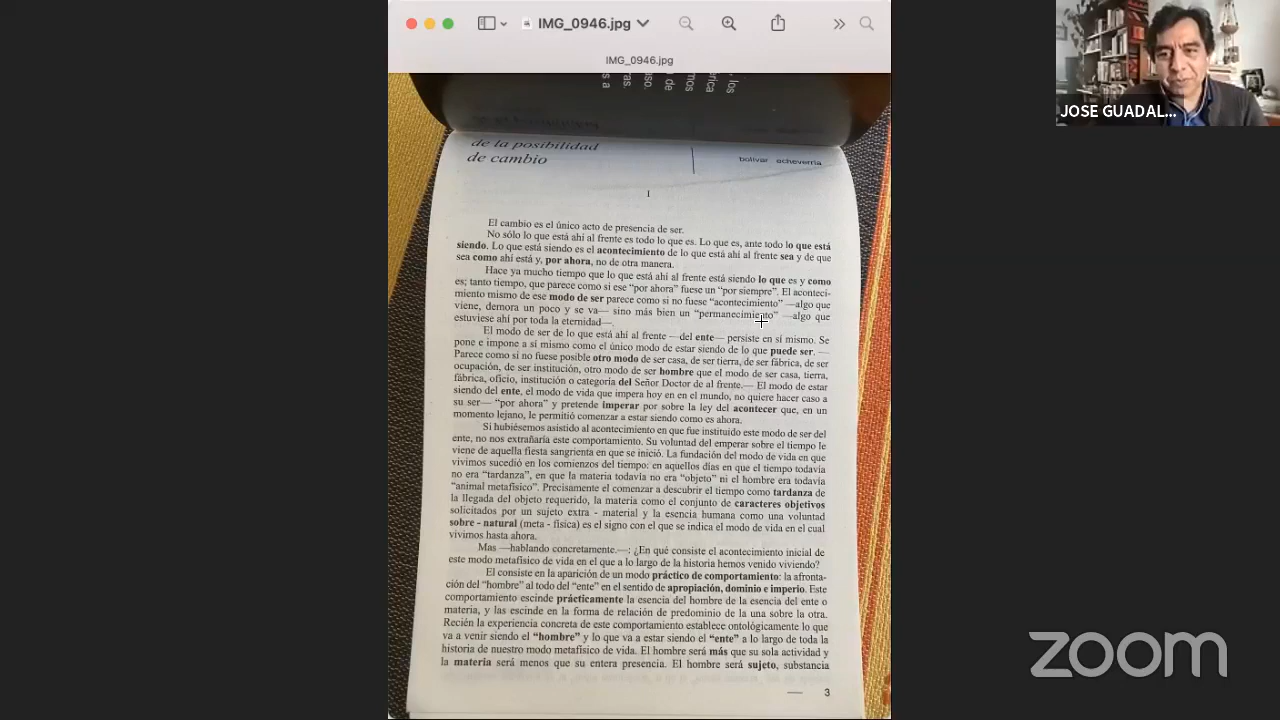 IMG_0946.jpg
IMG_0946.jpg
JOSE GUADAL...
los
rica
mos
de
aso.
ras.
s a
de la posibilidad
de cambio
bolívar echeverría
I
El cambio es el único acto de presencia de ser.
No sólo lo que está ahí al frente es todo lo que es. Lo que es, ante todo lo que está
siendo. Lo que está siendo es el acontecimiento de lo que está ahí al frente sea y de que
sea como ahí está y, por ahora, no de otra manera.
Hace ya mucho tiempo que lo que está ahí al frente está siendo lo que es y como
es; tanto tiempo, que parece como si ese "por ahora" fuese un "por siempre". El aconteci-
miento mismo de ese modo de ser parece como si no fuese "acontecimiento" —algo que
viene, demora un poco y se va— sino más bien un "permanecimiento" —algo que
estuviese ahí por toda la eternidad—.
El modo de ser de lo que está ahí al frente —del ente— persiste en sí mismo. Se
pone e impone a sí mismo como el único modo de estar siendo de lo que puede ser. —
Parece como si no fuese posible otro modo de ser casa, de ser tierra, de ser fábrica, de ser
ocupación, de ser institución, otro modo de ser hombre que el modo de ser casa, tierra,
fábrica, oficio, institución o categoría del Señor Doctor de al frente.— El modo de estar
siendo del ente, el modo de vida que impera hoy en en el mundo, no quiere hacer caso a
su ser— "por ahora" y pretende imperar por sobre la ley del acontecer que, en un
momento lejano, le permitió comenzar a estar siendo como es ahora.
Si hubiésemos asistido al acontecimiento en que fue instituido este modo de ser del
ente, no nos extrañaría este comportamiento. Su voluntad del emperar sobre el tiempo le
viene de aquella fiesta sangrienta en que se inició. La fundación del modo de vida en que
vivimos sucedió en los comienzos del tiempo: en aquellos días en que el tiempo todavía
no era "tardanza", en que la materia todavía no era "objeto" ni el hombre era todavía
"animal metafísico". Precisamente el comenzar a descubrir el tiempo como tardanza de
la llegada del objeto requerido, la materia como el conjunto de caracteres objetivos
solicitados por un sujeto extra - material y la esencia humana como una voluntad
sobre - natural (meta - física) es el signo con el que se indica el modo de vida en el cual
vivimos hasta ahora.
Mas —hablando concretamente.—: ¿En qué consiste el acontecimiento inicial de
este modo metafísico de vida en el que a lo largo de la historia hemos venido viviendo?
El consiste en la aparición de un modo práctico de comportamiento: la afronta-
ción del "hombre" al todo del "ente" en el sentido de apropiación, dominio e imperio. Este
comportamiento escinde prácticamente la esencia del hombre de la esencia del ente o
materia, y las escinde en la forma de relación de predominio de la una sobre la otra.
Recién la experiencia concreta de este comportamiento establece ontológicamente lo que
va a venir siendo el "hombre" y lo que va a estar siendo el "ente" a lo largo de toda la
historia de nuestro modo metafísico de vida. El hombre será más que su sola actividad y
la materia será menos que su entera presencia. El hombre será sujeto, substancia
3
zoom